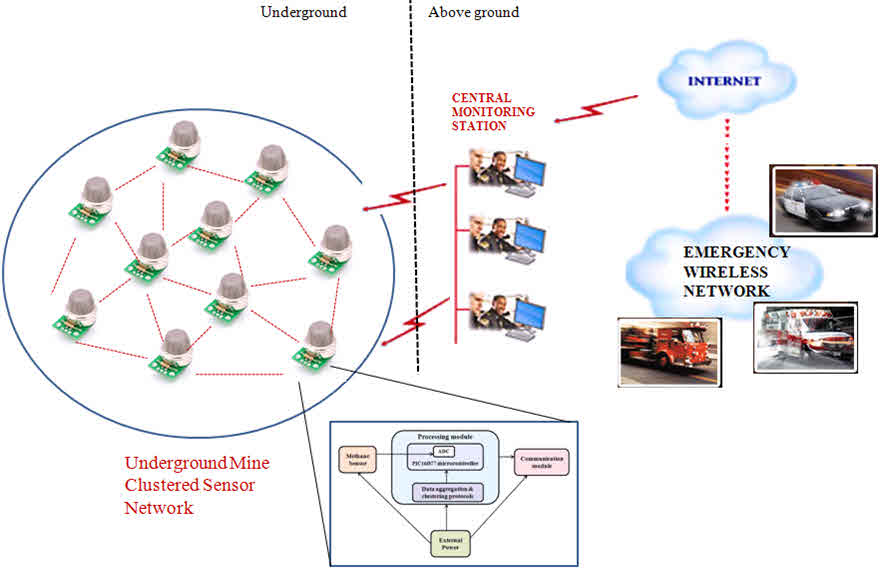 Underground
Above ground
INTERNET
CENTRAL
MONITORING
STATION
EMERGENCY
WIRELESS
NETWORK
Underground Mine
Clustered Sensor
Network
Processing module
ADC
PIC16f877 microcontroller
Methane
Sensor
Communication
module
Data aggregation &
clustering protocols
External
Power